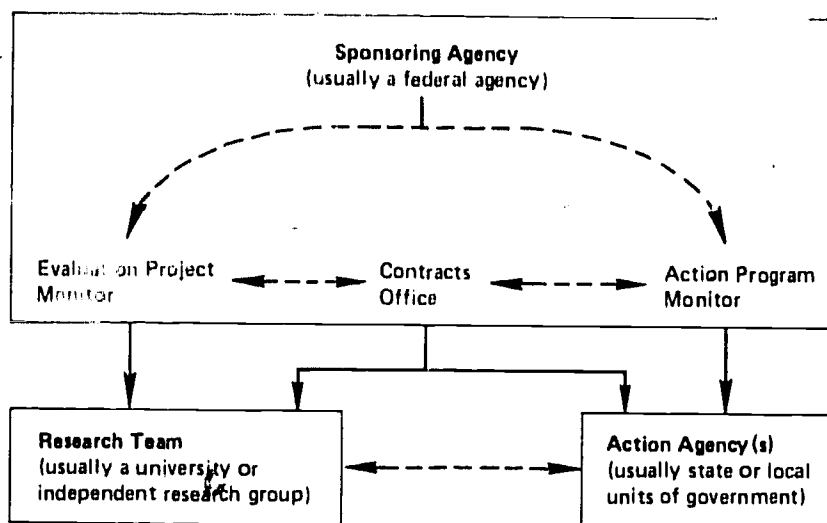 Sponsoring Agency
(usually a federal agency)
Evaluation Project
Monitor
Contracts
Office
Action Program
Monitor
Research Team
(usually a university or
independent research group)
Action Agency(s)
(usually state or local
units of government)